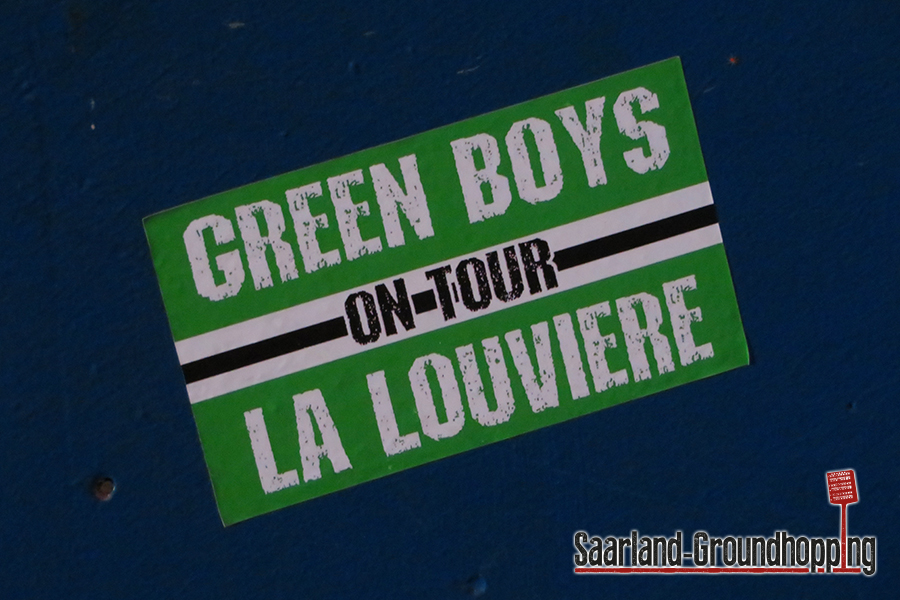 GREEN BOYS
ON-TOUR
LA LOUVIERE
Saarland-Groundhopping